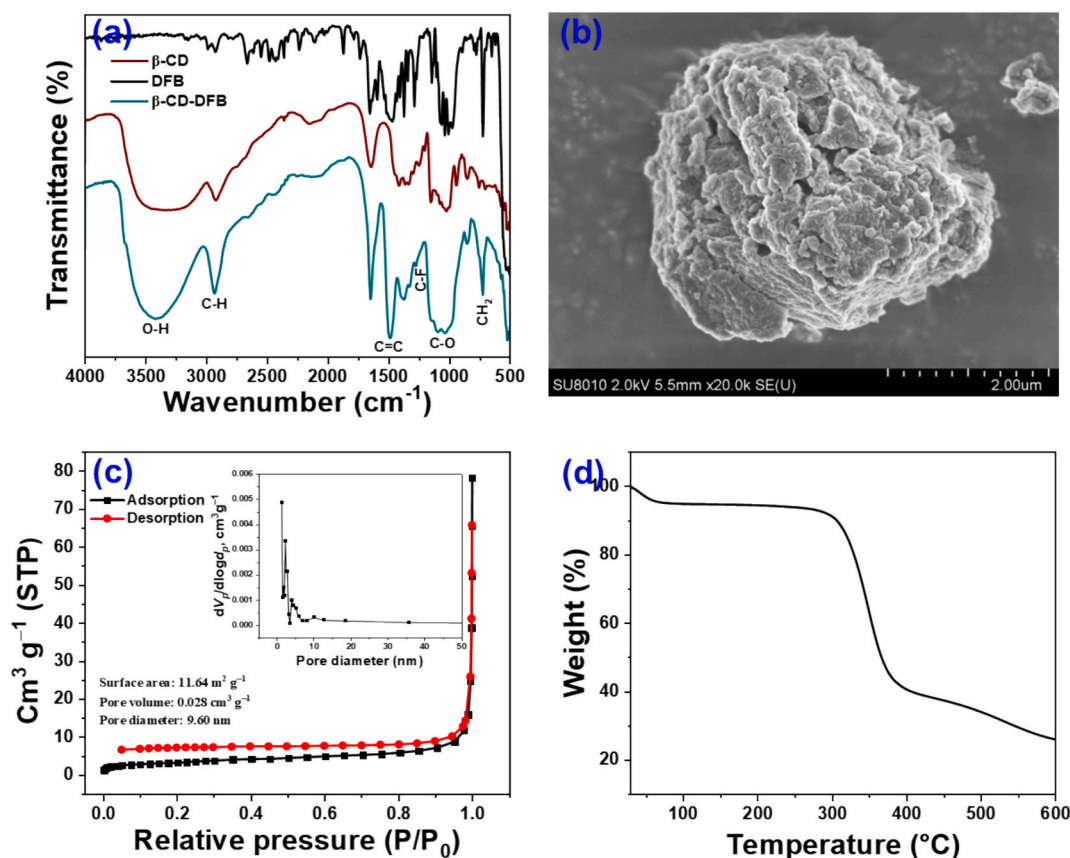 (a)
β-CD
DFB
β-CD-DFB
Transmittance (%)
O-H
C-H
C=C
C-F
C-O
CH₂
4000 3500 3000 2500 2000 1500 1000 500
Wavenumber (cm⁻¹)
(b)
SU8010 2.0kV 5.5mm x20.0k SE(U)
2.00um
(c)
Adsorption
Desorption
Cm³ g⁻¹ (STP)
80
70
60
50
40
30
20
10
0
0.006
0.005
0.004
0.003
0.002
0.001
0.000
dVₚ/dlogdₚ, cm³g⁻¹
0 10 20 30 40 50
Pore diameter (nm)
Surface area: 11.64 m² g⁻¹
Pore volume: 0.028 cm³ g⁻¹
Pore diameter: 9.60 nm
0.0 0.2 0.4 0.6 0.8 1.0
Relative pressure (P/P₀)
(d)
Weight (%)
100
80
60
40
20
100 200 300 400 500 600
Temperature (°C)